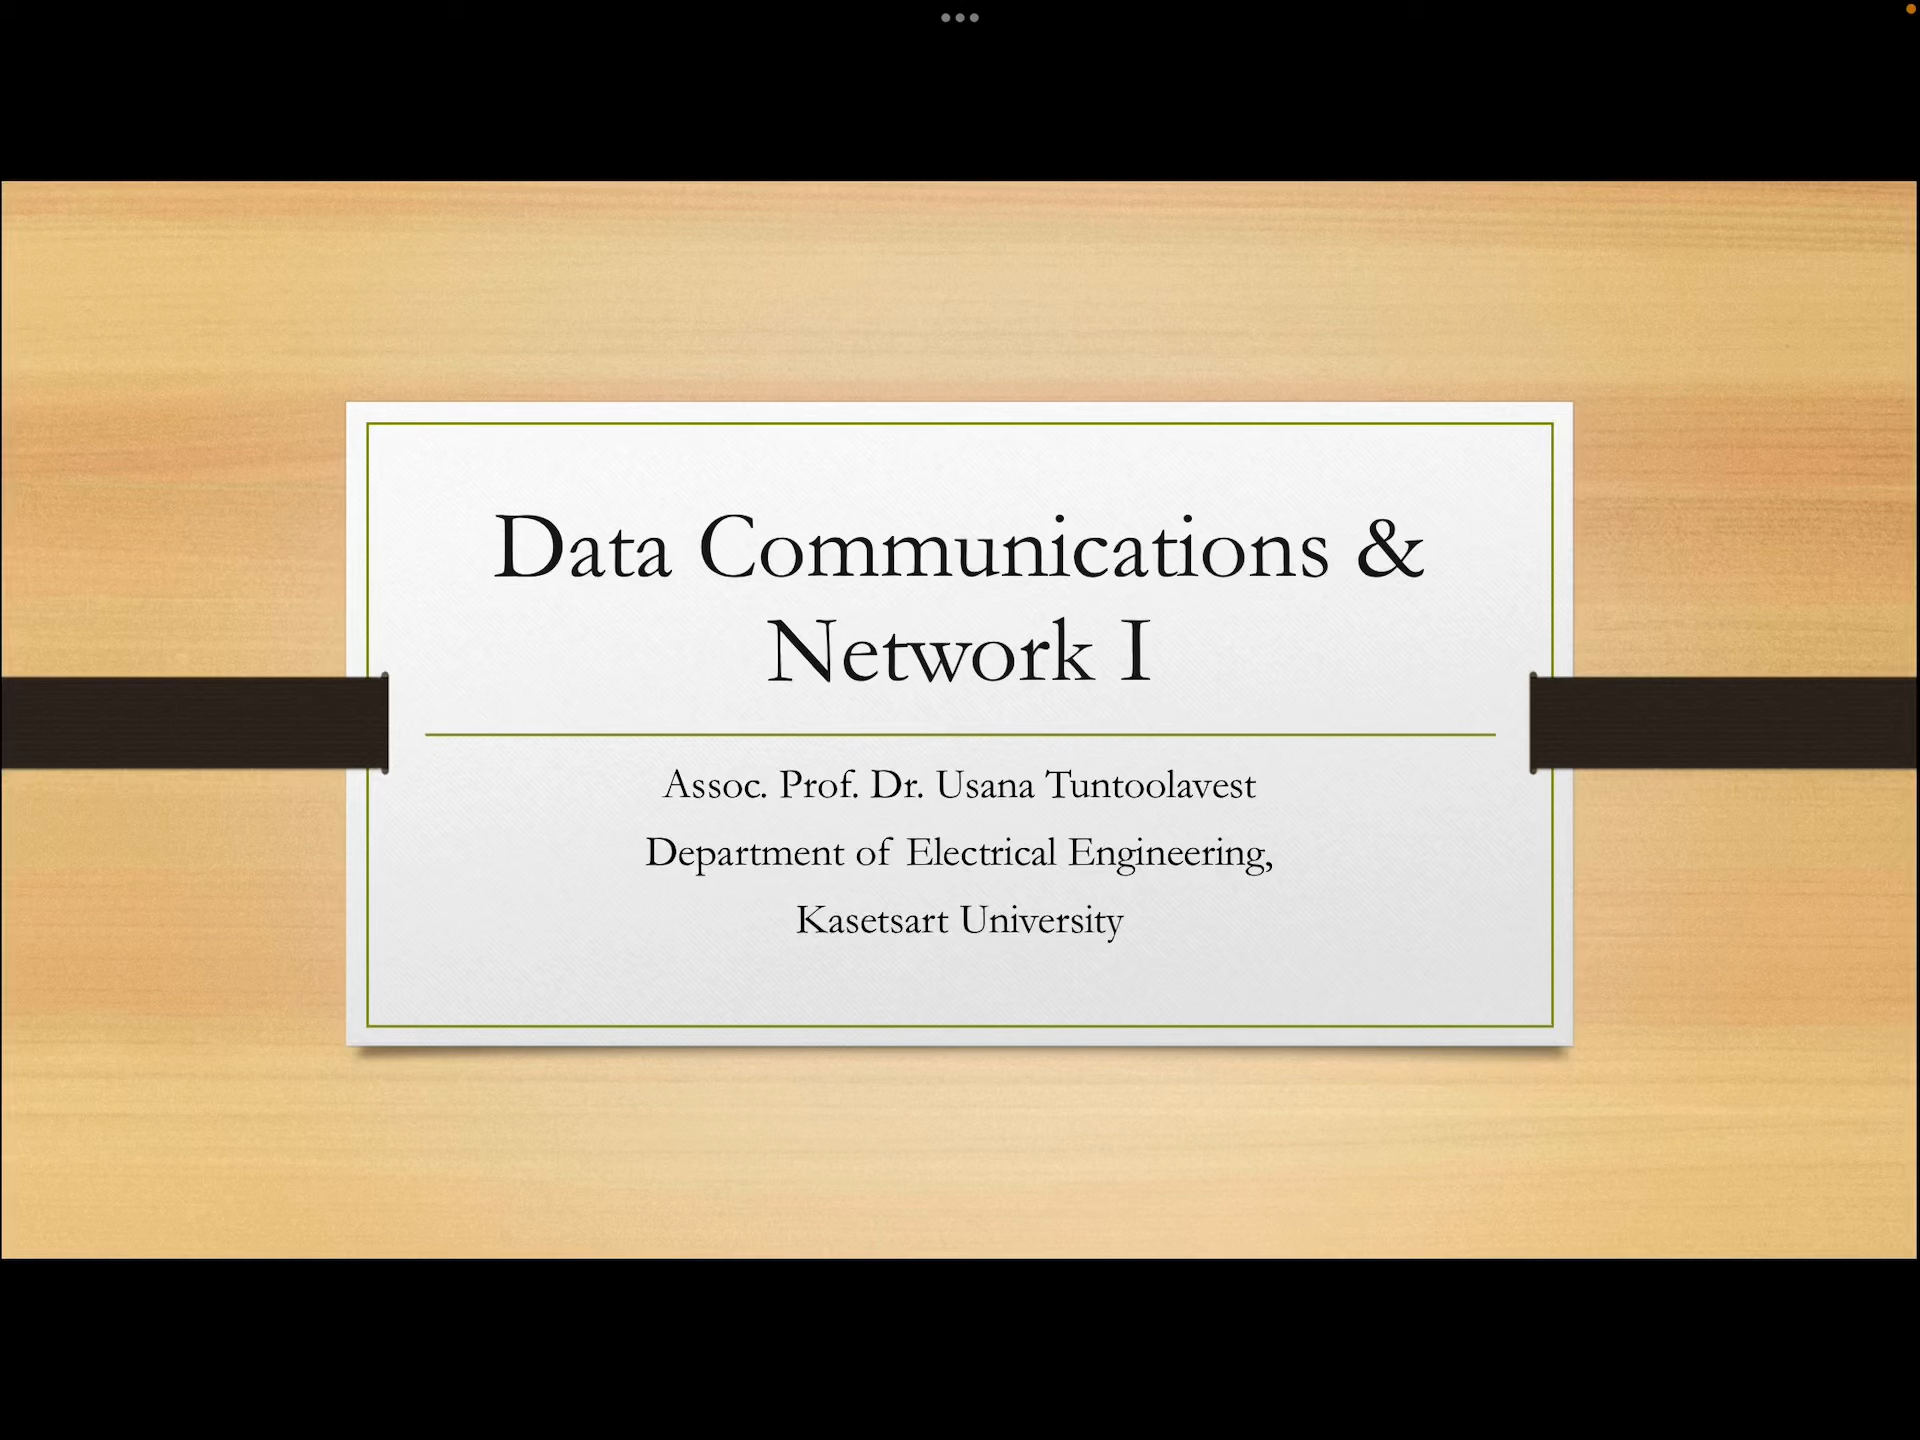 Data Communications &
Network I
Assoc. Prof. Dr. Usana Tuntoolavest
Department of Electrical Engineering,
Kasetsart University